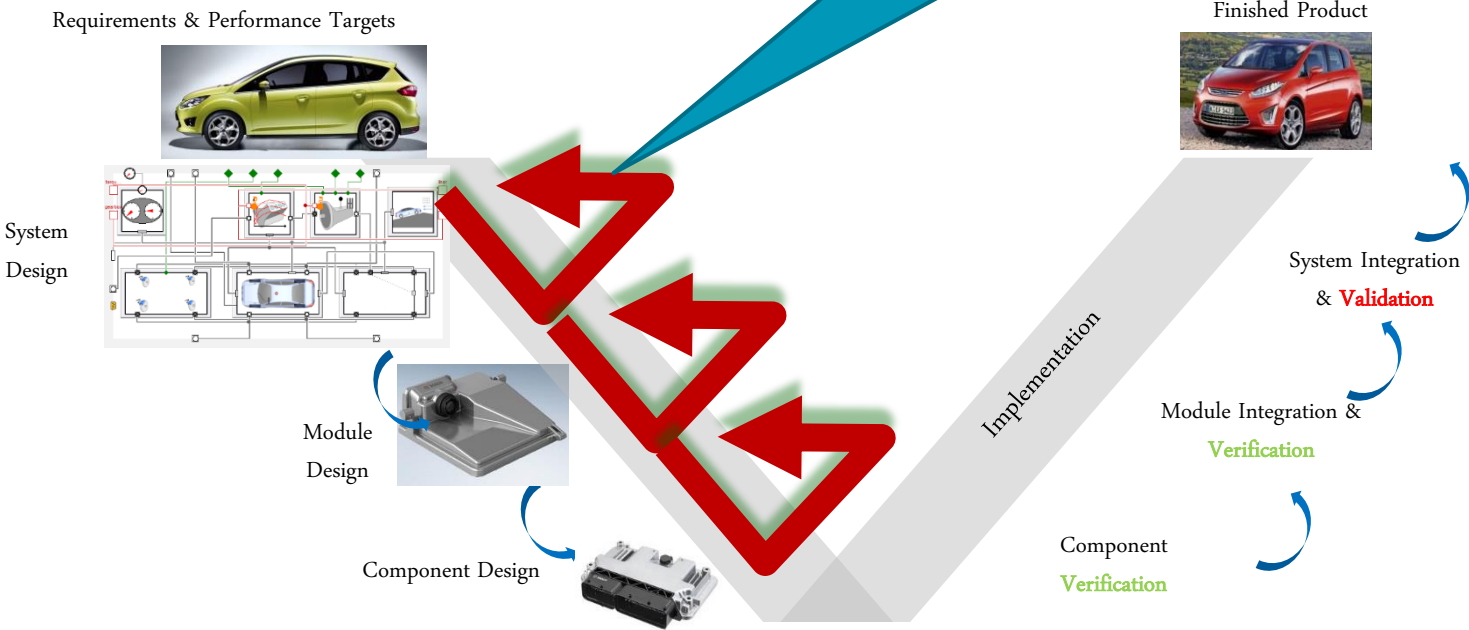 Requirements & Performance Targets
Finished Product
System
Design
System Integration
& Validation
Implementation
Module Integration &
Verification
Module
Design
Component
Verification
Component Design